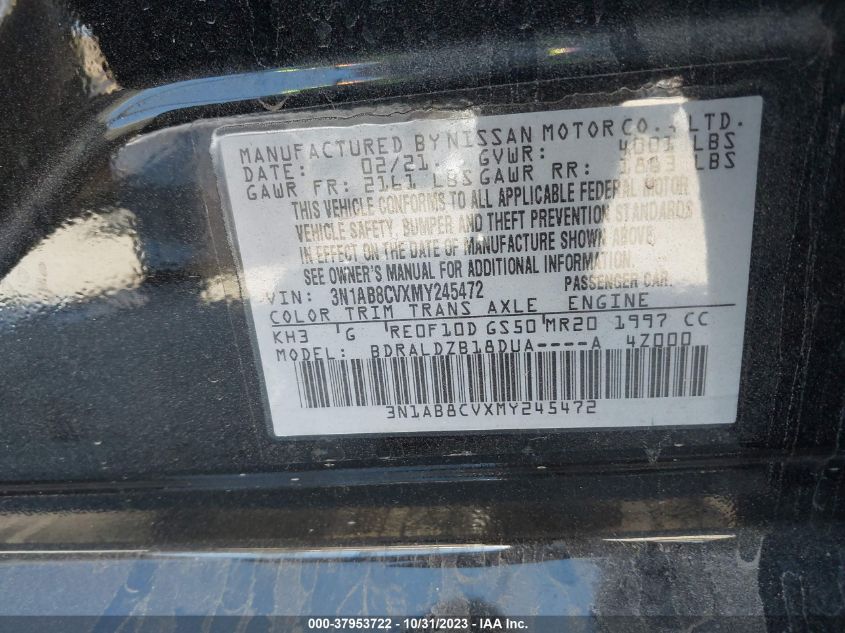 MANUFACTURED BY NISSAN MOTOR CO., LTD.
DATE: 02/21 GVWR: 4001 LBS
GAWR FR: 2161 LBS GAWR RR: 1883 LBS
THIS VEHICLE CONFORMS TO ALL APPLICABLE FEDERAL MOTOR
VEHICLE SAFETY, BUMPER AND THEFT PREVENTION STANDARDS
IN EFFECT ON THE DATE OF MANUFACTURE SHOWN ABOVE.
SEE OWNER'S MANUAL FOR ADDITIONAL INFORMATION.
VIN: 3N1AB8CVXMY245472 PASSENGER CAR.
COLOR TRIM TRANS AXLE ENGINE
KH3 G RE0F10D GS50 MR20 1997 CC
MODEL: BDRALDZB18DUA----A 4Z000
3N1AB8CVXMY245472
000-37953722 - 10/31/2023 - Copyright © 2023 IAA, Inc.